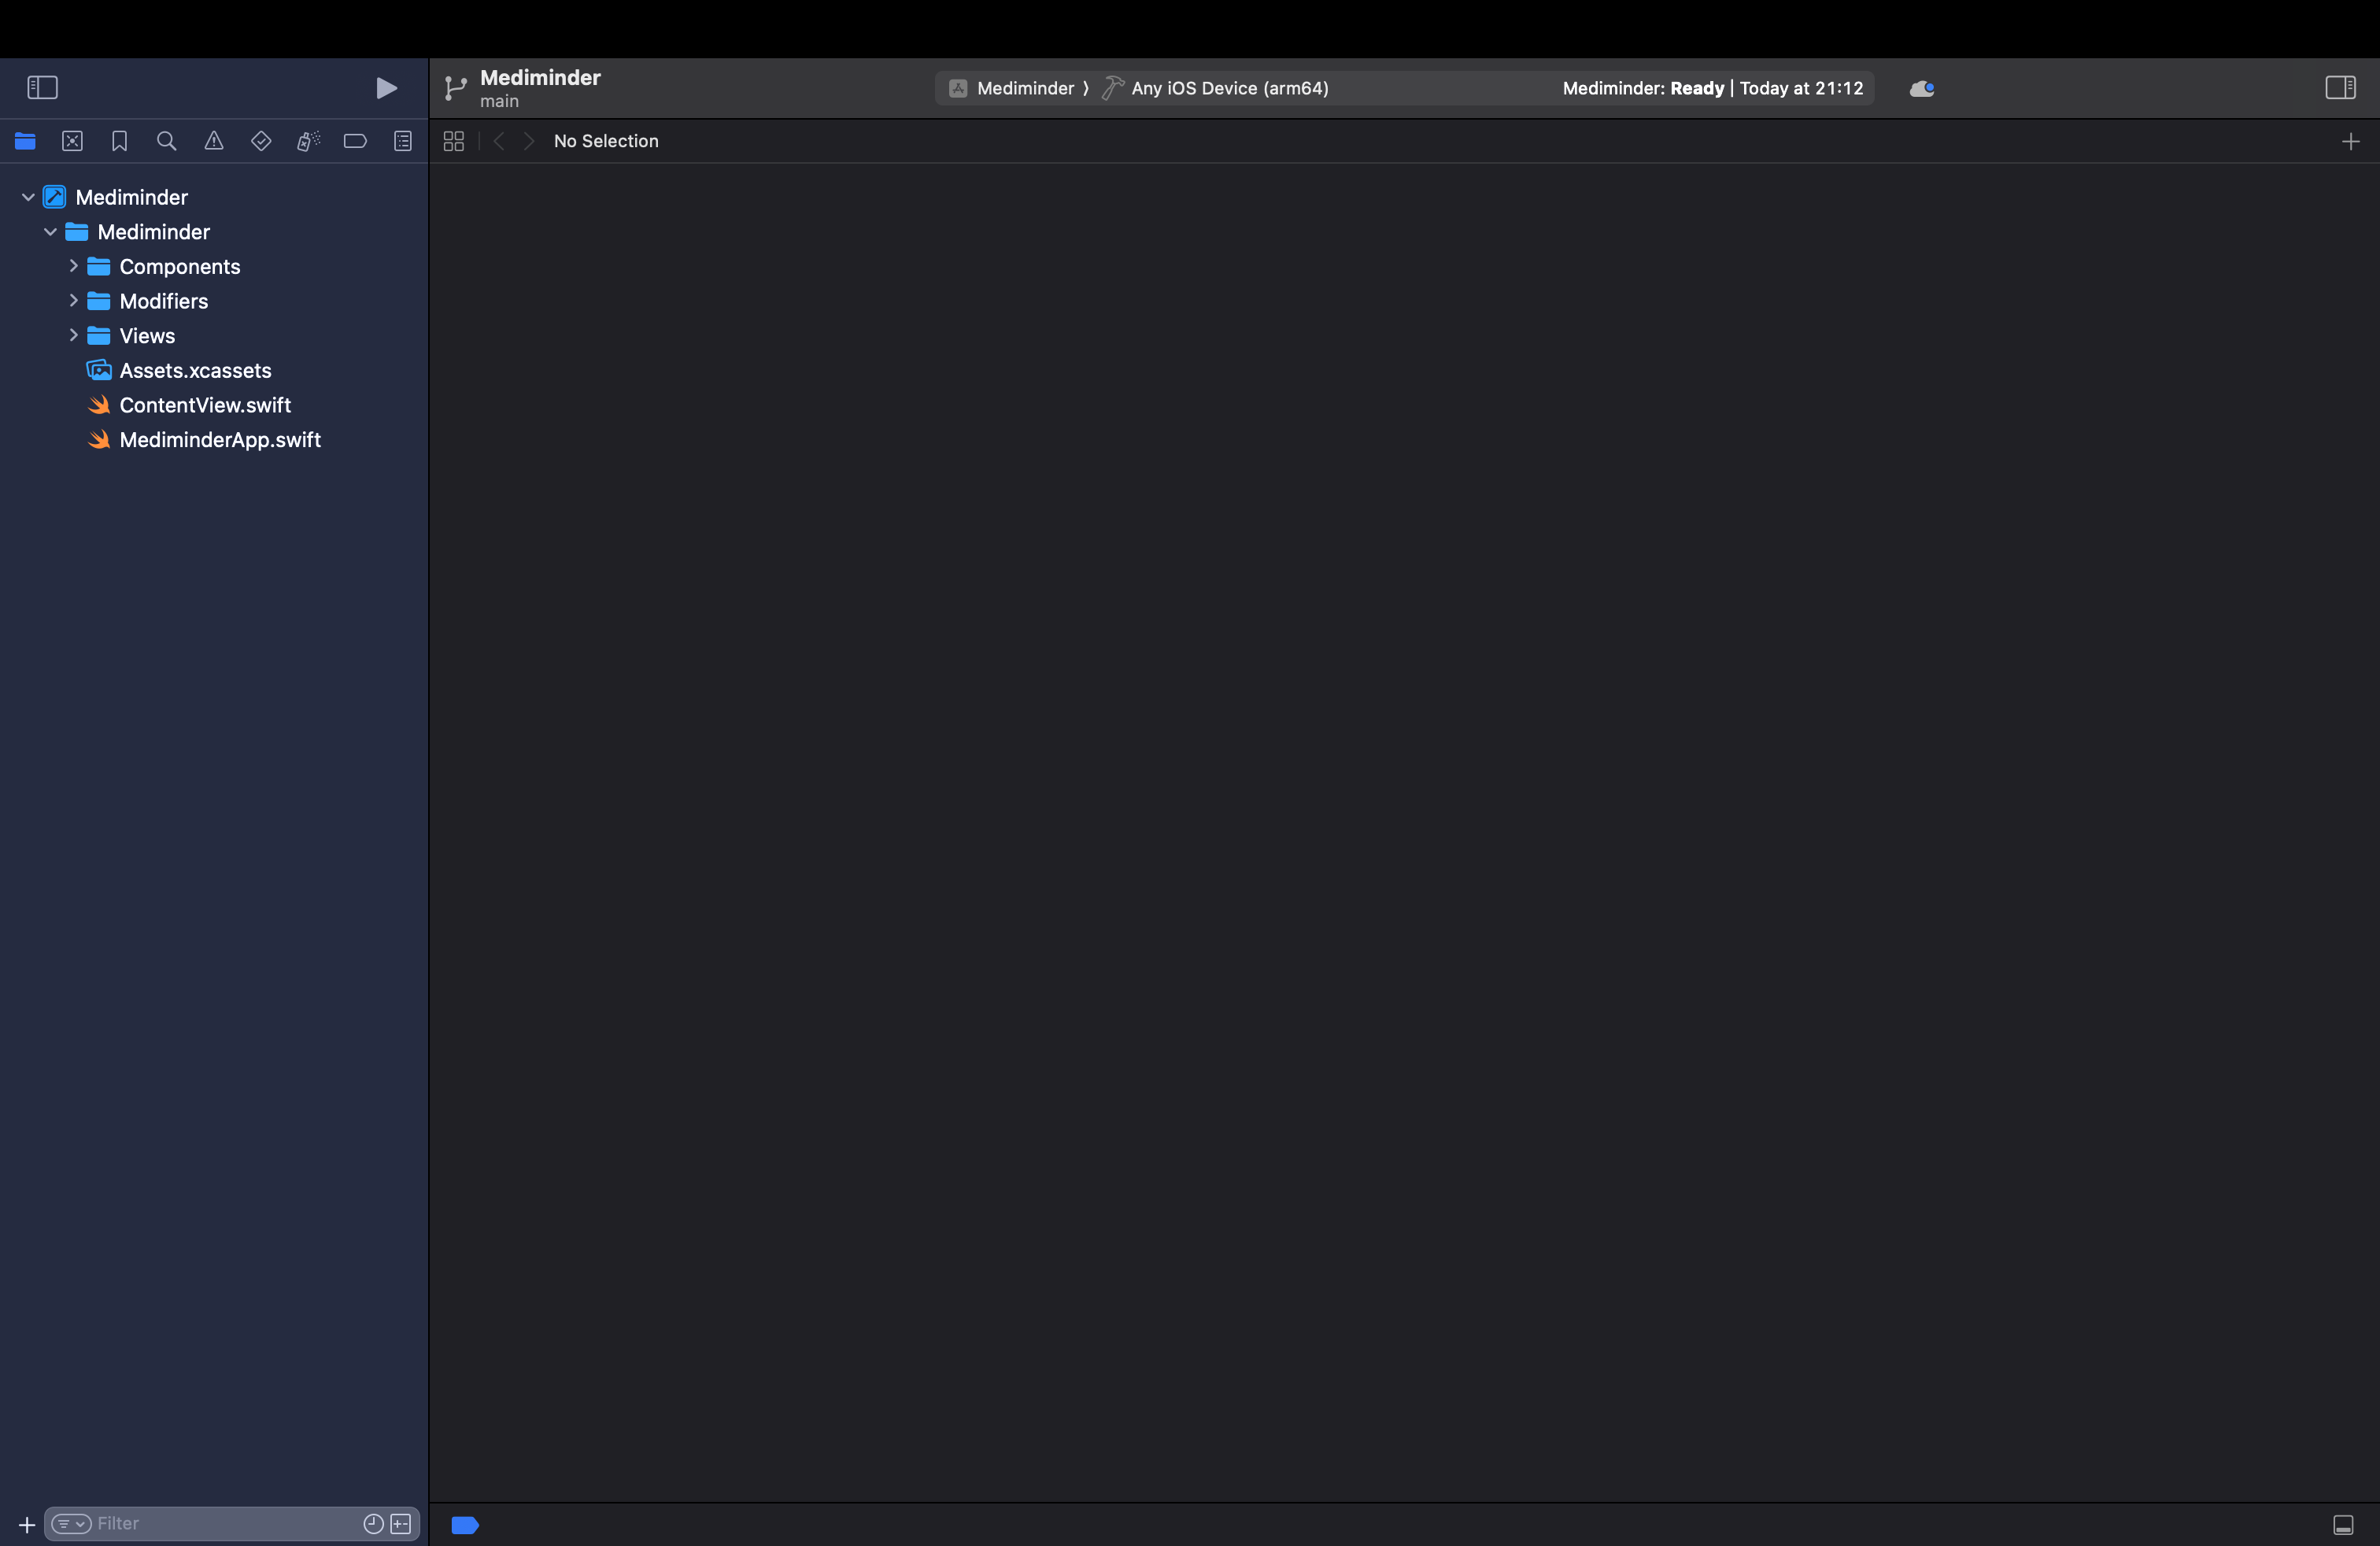 Mediminder
main
Mediminder 〉 Any iOS Device (arm64)
Mediminder: Ready | Today at 21:12
No Selection
Mediminder
Mediminder
Components
Modifiers
Views
Assets.xcassets
ContentView.swift
MediminderApp.swift
Filter